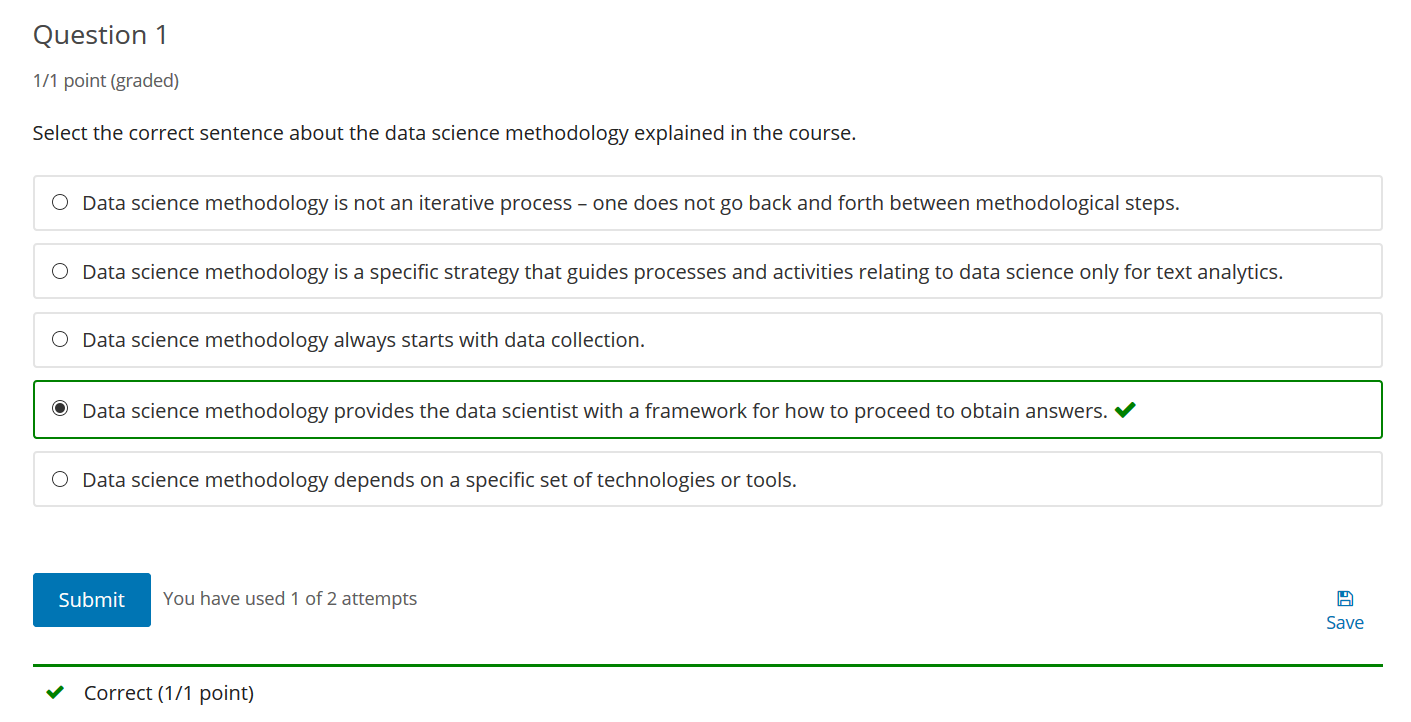 Question 1
1/1 point (graded)
Select the correct sentence about the data science methodology explained in the course.
Data science methodology is not an iterative process – one does not go back and forth between methodological steps.
Data science methodology is a specific strategy that guides processes and activities relating to data science only for text analytics.
Data science methodology always starts with data collection.
Data science methodology provides the data scientist with a framework for how to proceed to obtain answers.
Data science methodology depends on a specific set of technologies or tools.
Submit
You have used 1 of 2 attempts
Save
Correct (1/1 point)